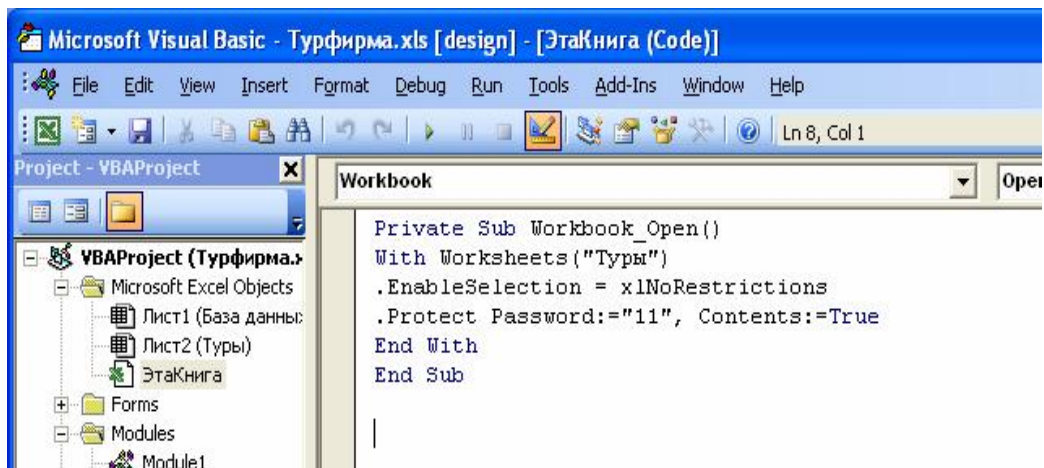 Microsoft Visual Basic - Турфирма.xls [design] - [ЭтаКнига (Code)]
File Edit View Insert Format Debug Run Tools Add-Ins Window Help
Ln 8, Col 1
Project - VBAProject
Workbook
Open
VBAProject (Турфирма.x
Microsoft Excel Objects
Лист1 (База данных
Лист2 (Туры)
ЭтаКнига
Forms
Modules
Module1
Private Sub Workbook_Open()
With Worksheets("Туры")
.EnableSelection = xlNoRestrictions
.Protect Password:="11", Contents:=True
End With
End Sub